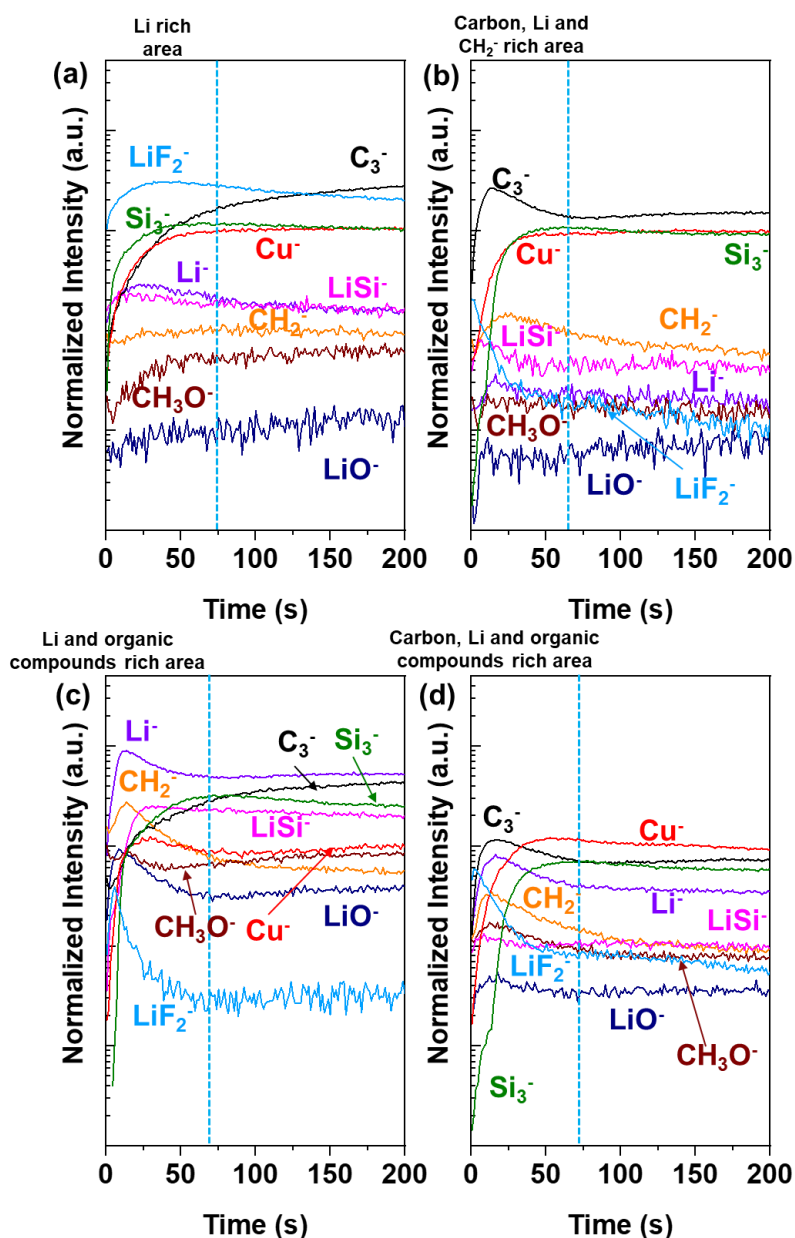 Li rich
area
Carbon, Li and
CH₂⁻ rich area
(a)
LiF₂⁻
C₃⁻
Si₃⁻
Cu⁻
Li⁻
LiSi⁻
CH₂⁻
CH₃O⁻
LiO⁻
Normalized Intensity (a.u.)
0 50 100 150 200
Time (s)
(b)
C₃⁻
Cu⁻
Si₃⁻
CH₂⁻
LiSi⁻
Li⁻
CH₃O⁻
LiO⁻
LiF₂⁻
Normalized Intensity (a.u.)
0 50 100 150 200
Time (s)
Li and organic
compounds rich area
Carbon, Li and organic
compounds rich area
(c)
Li⁻
C₃⁻
Si₃⁻
CH₂⁻
LiSi⁻
CH₃O⁻
Cu⁻
LiO⁻
LiF₂⁻
Normalized Intensity (a.u.)
0 50 100 150 200
Time (s)
(d)
C₃⁻
Cu⁻
Li⁻
CH₂⁻
LiSi⁻
LiF₂⁻
LiO⁻
CH₃O⁻
Si₃⁻
Normalized Intensity (a.u.)
0 50 100 150 200
Time (s)